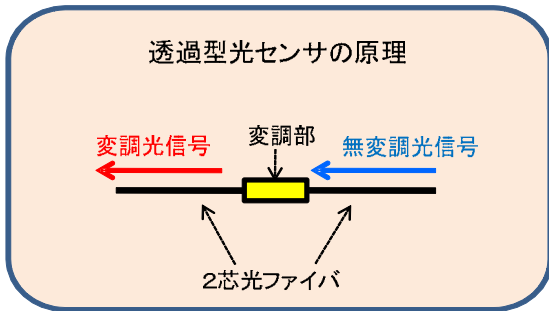 透過型光センサの原理
変調部
変調光信号
無変調光信号
２芯光ファイバ